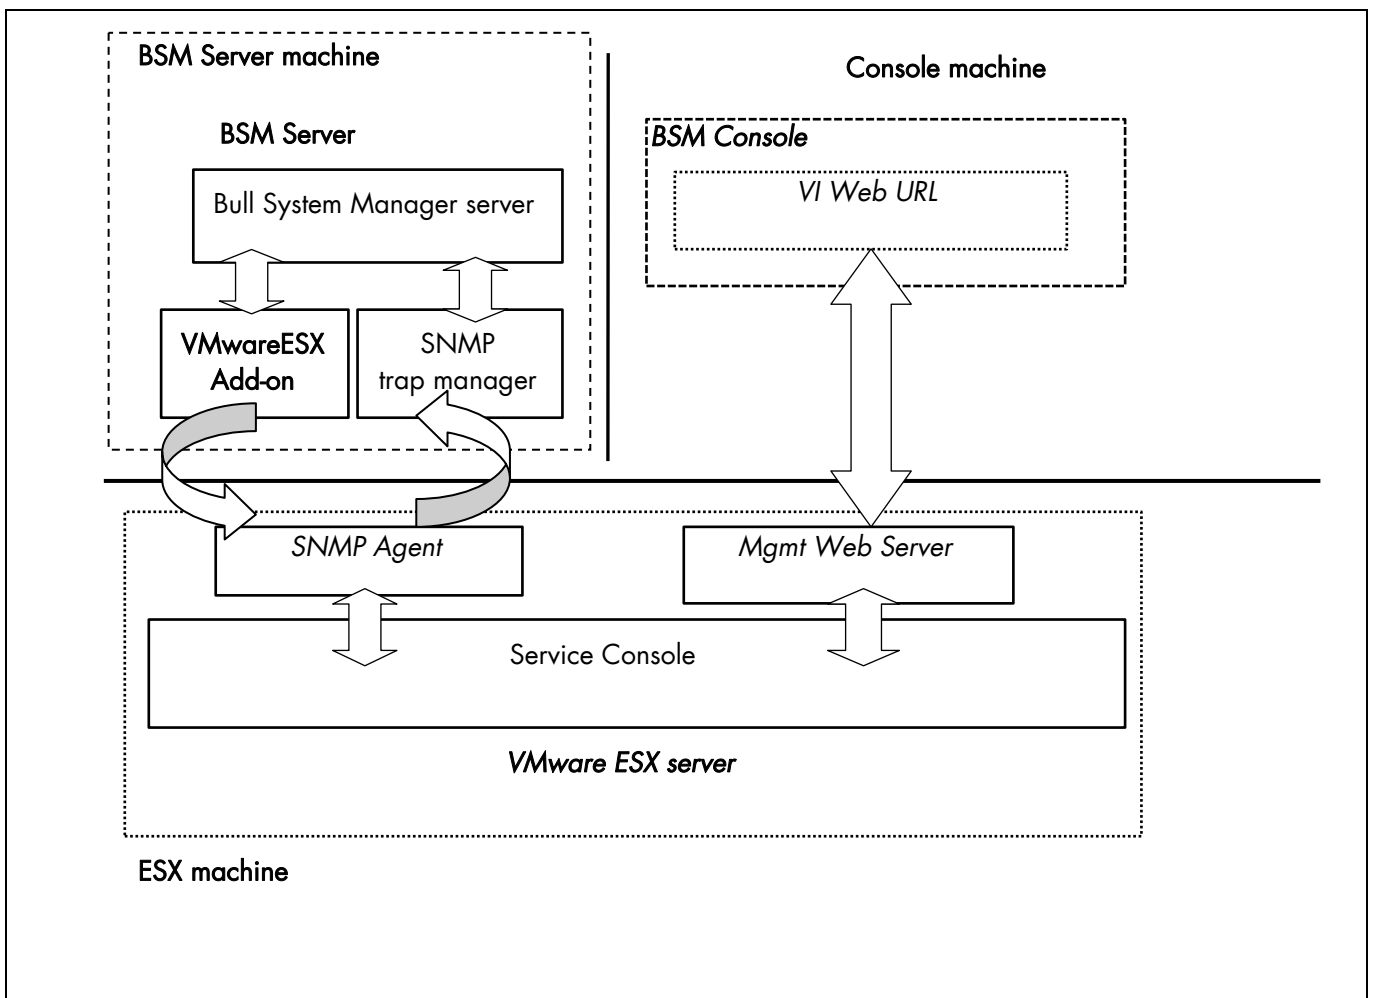 BSM Server machine
Console machine
BSM Server
BSM Console
Bull System Manager server
VI Web URL
VMwareESX
Add-on
SNMP
trap manager
SNMP Agent
Mgmt Web Server
Service Console
VMware ESX server
ESX machine